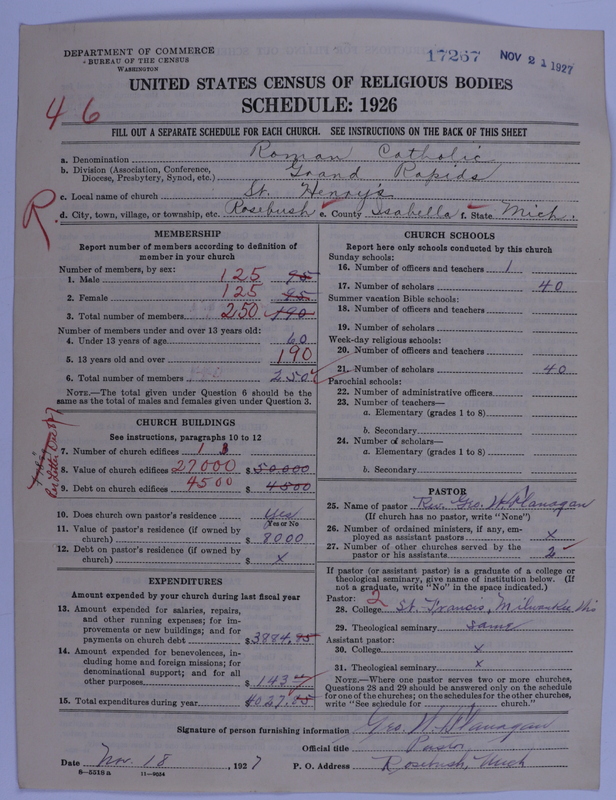 DEPARTMENT OF COMMERCE
BUREAU OF THE CENSUS
WASHINGTON
17267 NOV 21 1927
UNITED STATES CENSUS OF RELIGIOUS BODIES
SCHEDULE: 1926
46
FILL OUT A SEPARATE SCHEDULE FOR EACH CHURCH. SEE INSTRUCTIONS ON THE BACK OF THIS SHEET
a. Denomination Roman Catholic
b. Division (Association, Conference, Diocese, Presbytery, Synod, etc.) Grand Rapids
c. Local name of church St. Henry's
R.
d. City, town, village, or township, etc. Rosebush e. County Isabella f. State Mich.
MEMBERSHIP
Report number of members according to definition of
member in your church
Number of members, by sex:
1. Male 125 95
2. Female 125 95
3. Total number of members 250 190
Number of members under and over 13 years old:
4. Under 13 years of age 60
5. 13 years old and over 190
6. Total number of members 250
NOTE.—The total given under Question 6 should be the
same as the total of males and females given under Question 3.
CHURCH BUILDINGS
See instructions, paragraphs 10 to 12
7. Number of church edifices 1 3
8. Value of church edifices 27000 $ 50.000
9. Debt on church edifices 4500 $ 4500
Letter
10. Does church own pastor's residence? Yes
Yes or No
11. Value of pastor's residence (if owned by
church) $ 8000
12. Debt on pastor's residence (if owned by
church) $ x
EXPENDITURES
Amount expended by your church during last fiscal year
13. Amount expended for salaries, repairs,
and other running expenses; for im-
provements or new buildings; and for
payments on church debt $ 3884.85
14. Amount expended for benevolences, in-
cluding home and foreign missions; for
denominational support; and for all
other purposes $ 143
15. Total expenditures during year $ 4027.85
CHURCH SCHOOLS
Report here only schools conducted by this church
Sunday schools:
16. Number of officers and teachers 1
17. Number of scholars 40
Summer vacation Bible schools:
18. Number of officers and teachers
19. Number of scholars
Week-day religious schools:
20. Number of officers and teachers
21. Number of scholars 40
Parochial schools:
22. Number of administrative officers
23. Number of teachers—
a. Elementary (grades 1 to 8)
b. Secondary
24. Number of scholars—
a. Elementary (grades 1 to 8)
b. Secondary
PASTOR
25. Name of pastor Rev. Geo. W. Flanagan
(If church has no pastor, write "None")
26. Number of ordained ministers, if any, em-
ployed as assistant pastors x
27. Number of other churches served by the
pastor or his assistants 2
If pastor (or assistant pastor) is a graduate of a college or
theological seminary, give name of institution below. (If
not a graduate, write "No" in the space indicated.)
Pastor: 2
28. College St. Francis, Milwaukee Wis
29. Theological seminary same
Assistant pastor:
30. College x
31. Theological seminary x
NOTE.—Where one pastor serves two or more churches,
Questions 28 and 29 should be answered only on the schedule
for one of the churches; on the schedules for the other churches,
write "See schedule for church."
Signature of person furnishing information Geo. W. Flanagan
Official title Pastor
Date Nov. 18, 1927 P. O. Address Rosebush, Mich
8—5518 a 11—9654